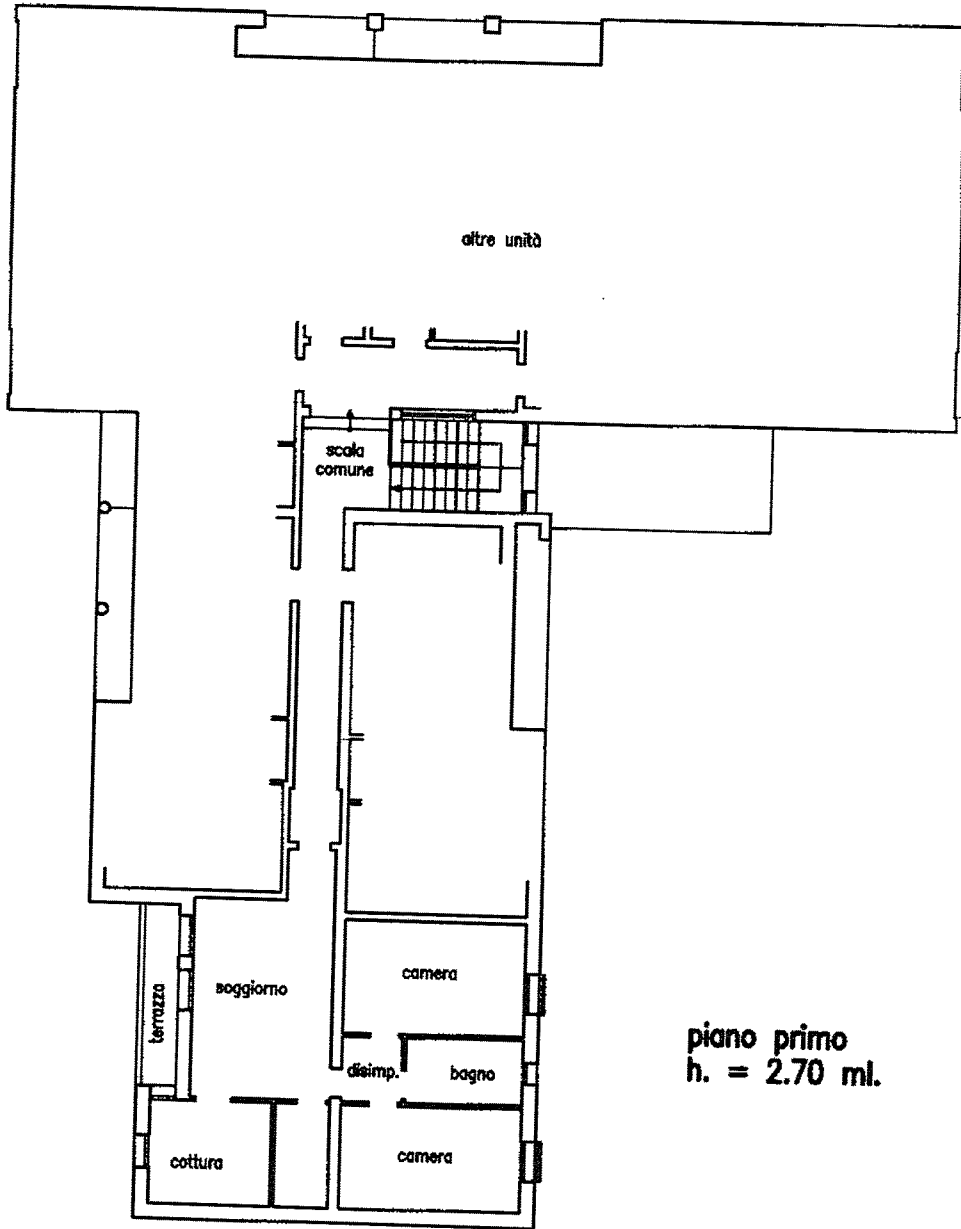 altre unità
scala
comune
camera
soggiorno
terrazza
disimp.
bagno
piano primo
h. = 2.70 ml.
cottura
camera